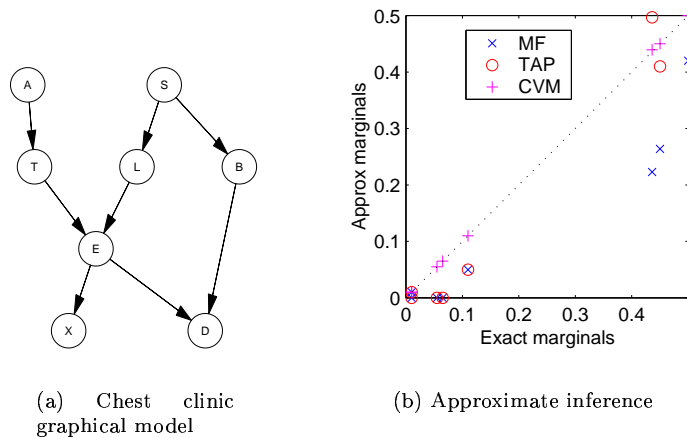 A
S
T
L
B
E
X
D
(a) Chest clinic
graphical model
0.5
0.4
0.3
0.2
0.1
0
0
0.1
0.2
0.3
0.4
Approx marginals
Exact marginals
MF
TAP
CVM
(b) Approximate inference